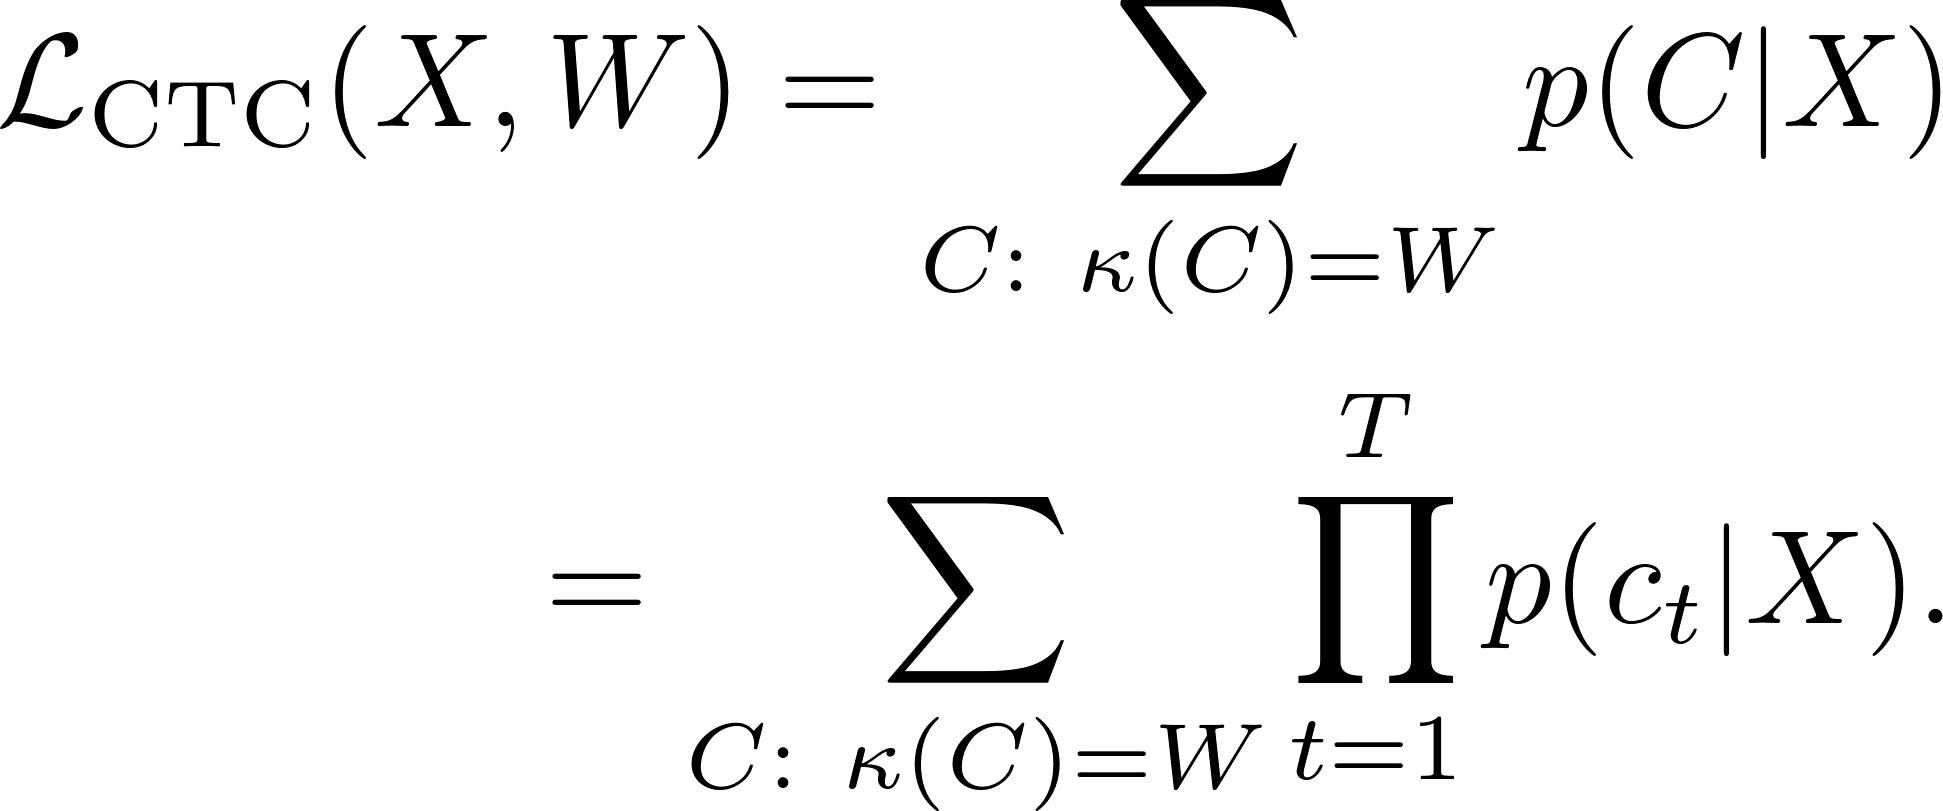 $\mathcal{L}_{\mathrm{CTC}}(X, W) = \sum_{C:\ \kappa(C)=W} p(C|X)$
$= \sum_{C:\ \kappa(C)=W} \prod_{t=1}^{T} p(c_t|X).$